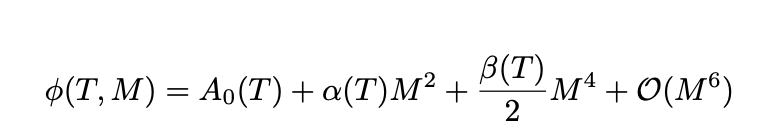 ϕ(T, M) = A₀(T) + α(T)M² + β(T)/2 M⁴ + 𝒪(M⁶)